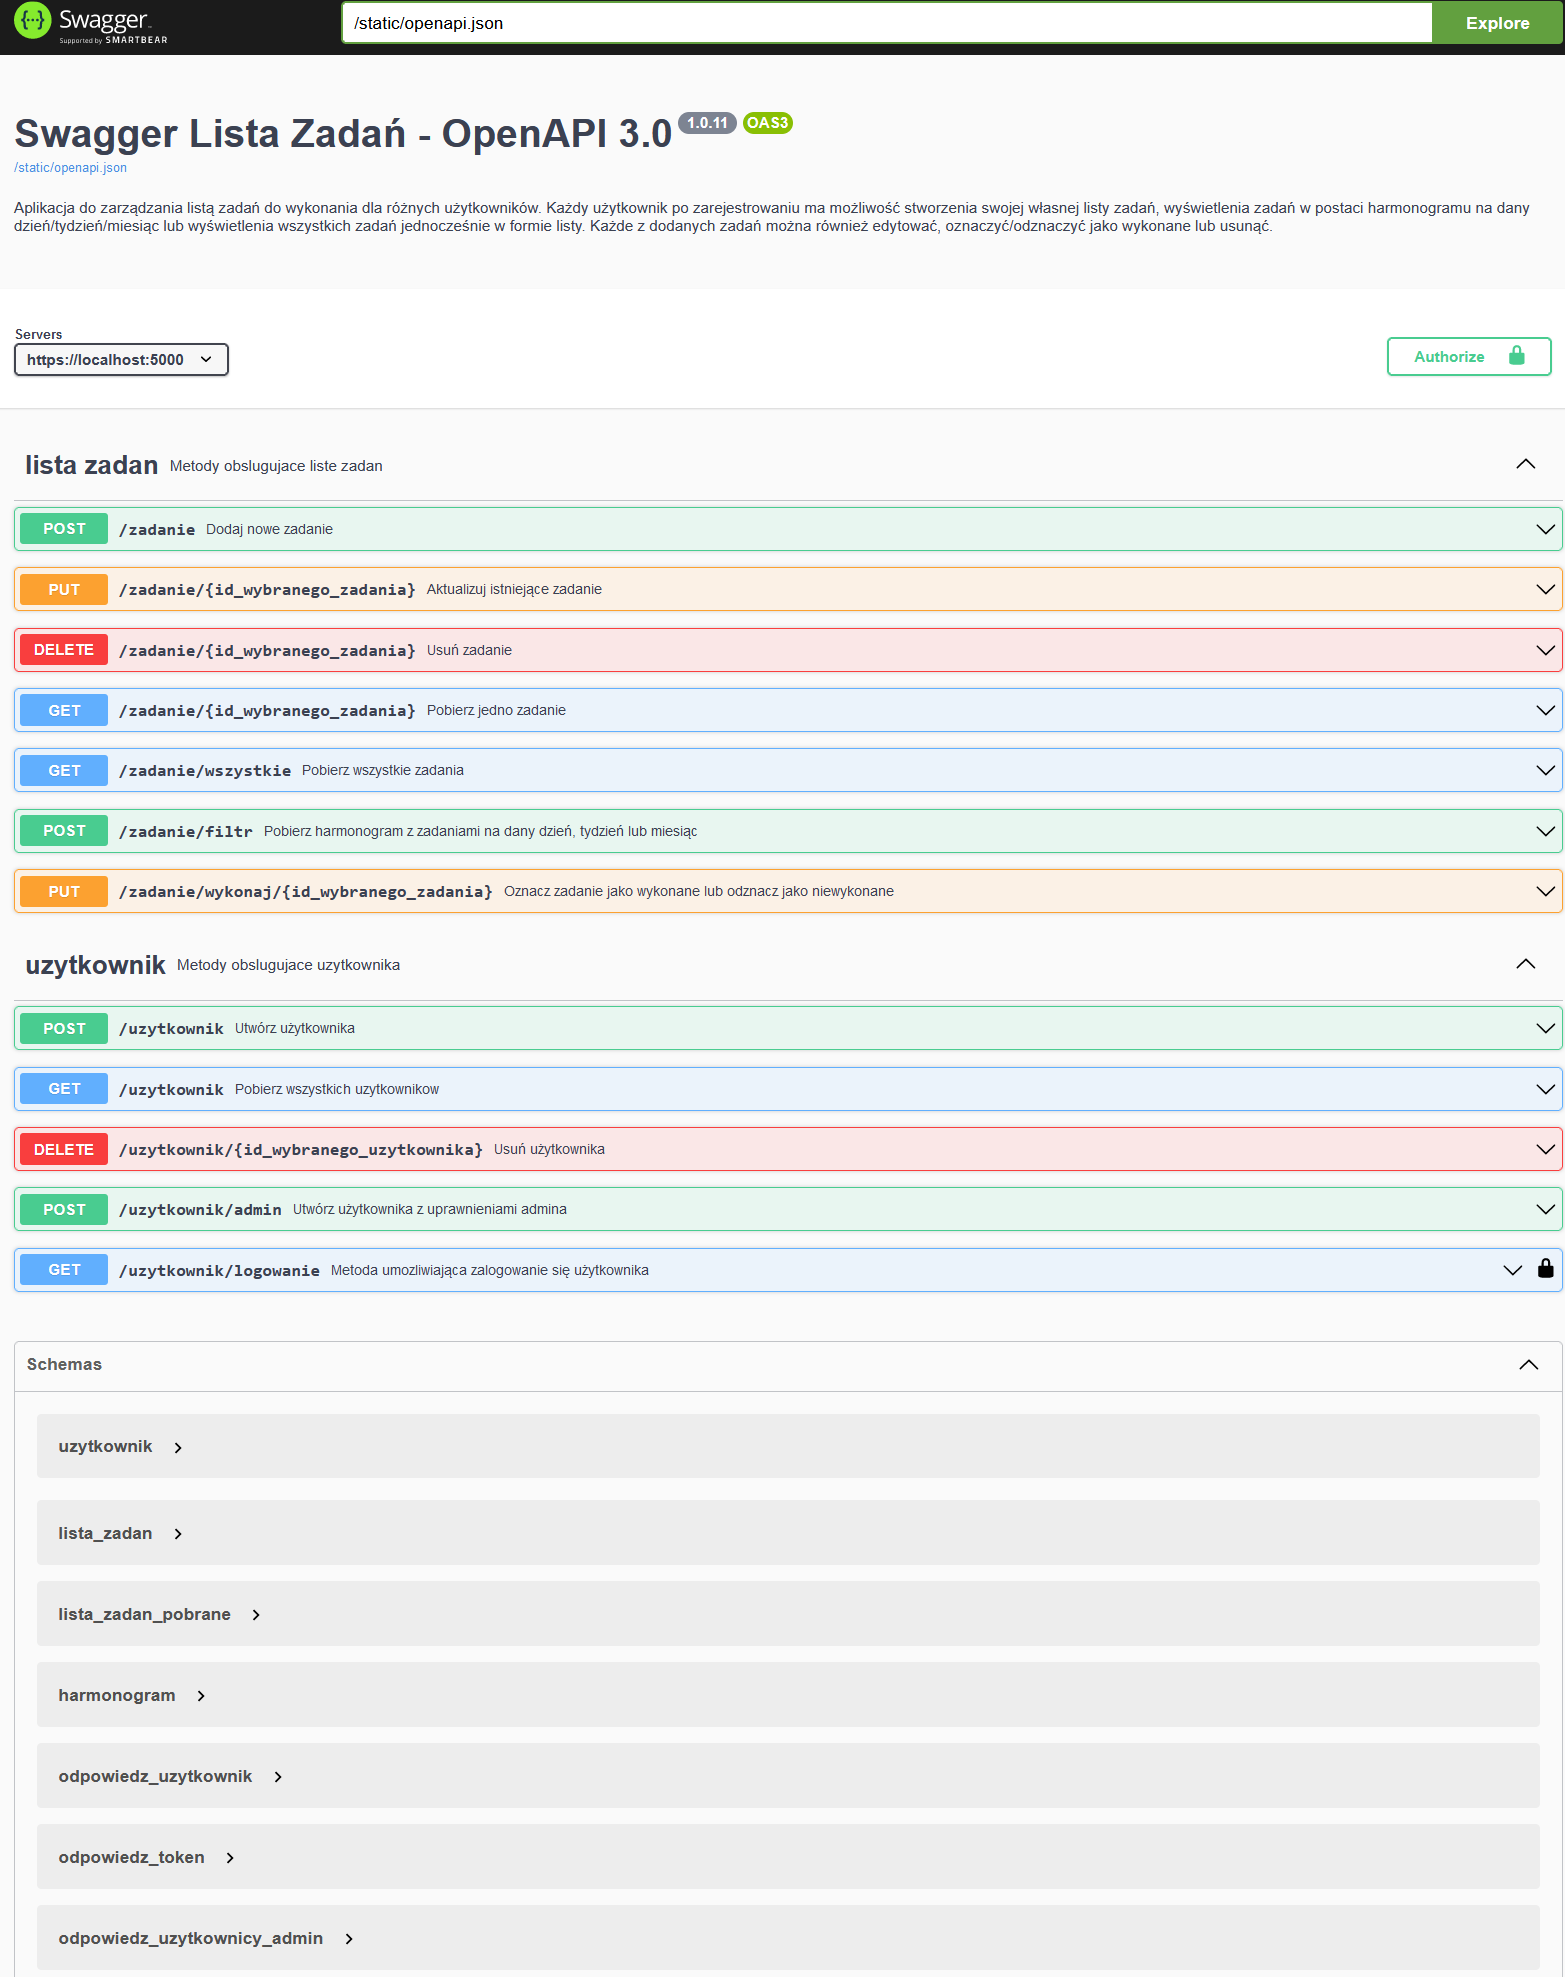 Swagger
Supported by SMARTBEAR
/static/openapi.json
Explore
Swagger Lista Zadań - OpenAPI 3.0 1.0.11 OAS3
/static/openapi.json
Aplikacja do zarządzania listą zadań do wykonania dla różnych użytkowników. Każdy użytkownik po zarejestrowaniu ma możliwość stworzenia swojej własnej listy zadań, wyświetlenia zadań w postaci harmonogramu na dany
dzień/tydzień/miesiąc lub wyświetlenia wszystkich zadań jednocześnie w formie listy. Każde z dodanych zadań można również edytować, oznaczyć/odznaczyć jako wykonane lub usunąć.
Servers
https://localhost:5000
Authorize
lista zadan Metody obslugujace liste zadan
POST /zadanie Dodaj nowe zadanie
PUT /zadanie/{id_wybranego_zadania} Aktualizuj istniejące zadanie
DELETE /zadanie/{id_wybranego_zadania} Usuń zadanie
GET /zadanie/{id_wybranego_zadania} Pobierz jedno zadanie
GET /zadanie/wszystkie Pobierz wszystkie zadania
POST /zadanie/filtr Pobierz harmonogram z zadaniami na dany dzień, tydzień lub miesiąc
PUT /zadanie/wykonaj/{id_wybranego_zadania} Oznacz zadanie jako wykonane lub odznacz jako niewykonane
uzytkownik Metody obslugujace uzytkownika
POST /uzytkownik Utwórz użytkownika
GET /uzytkownik Pobierz wszystkich uzytkownikow
DELETE /uzytkownik/{id_wybranego_uzytkownika} Usuń użytkownika
POST /uzytkownik/admin Utwórz użytkownika z uprawnieniami admina
GET /uzytkownik/logowanie Metoda umozliwiająca zalogowanie się użytkownika
Schemas
uzytkownik
lista_zadan
lista_zadan_pobrane
harmonogram
odpowiedz_uzytkownik
odpowiedz_token
odpowiedz_uzytkownicy_admin